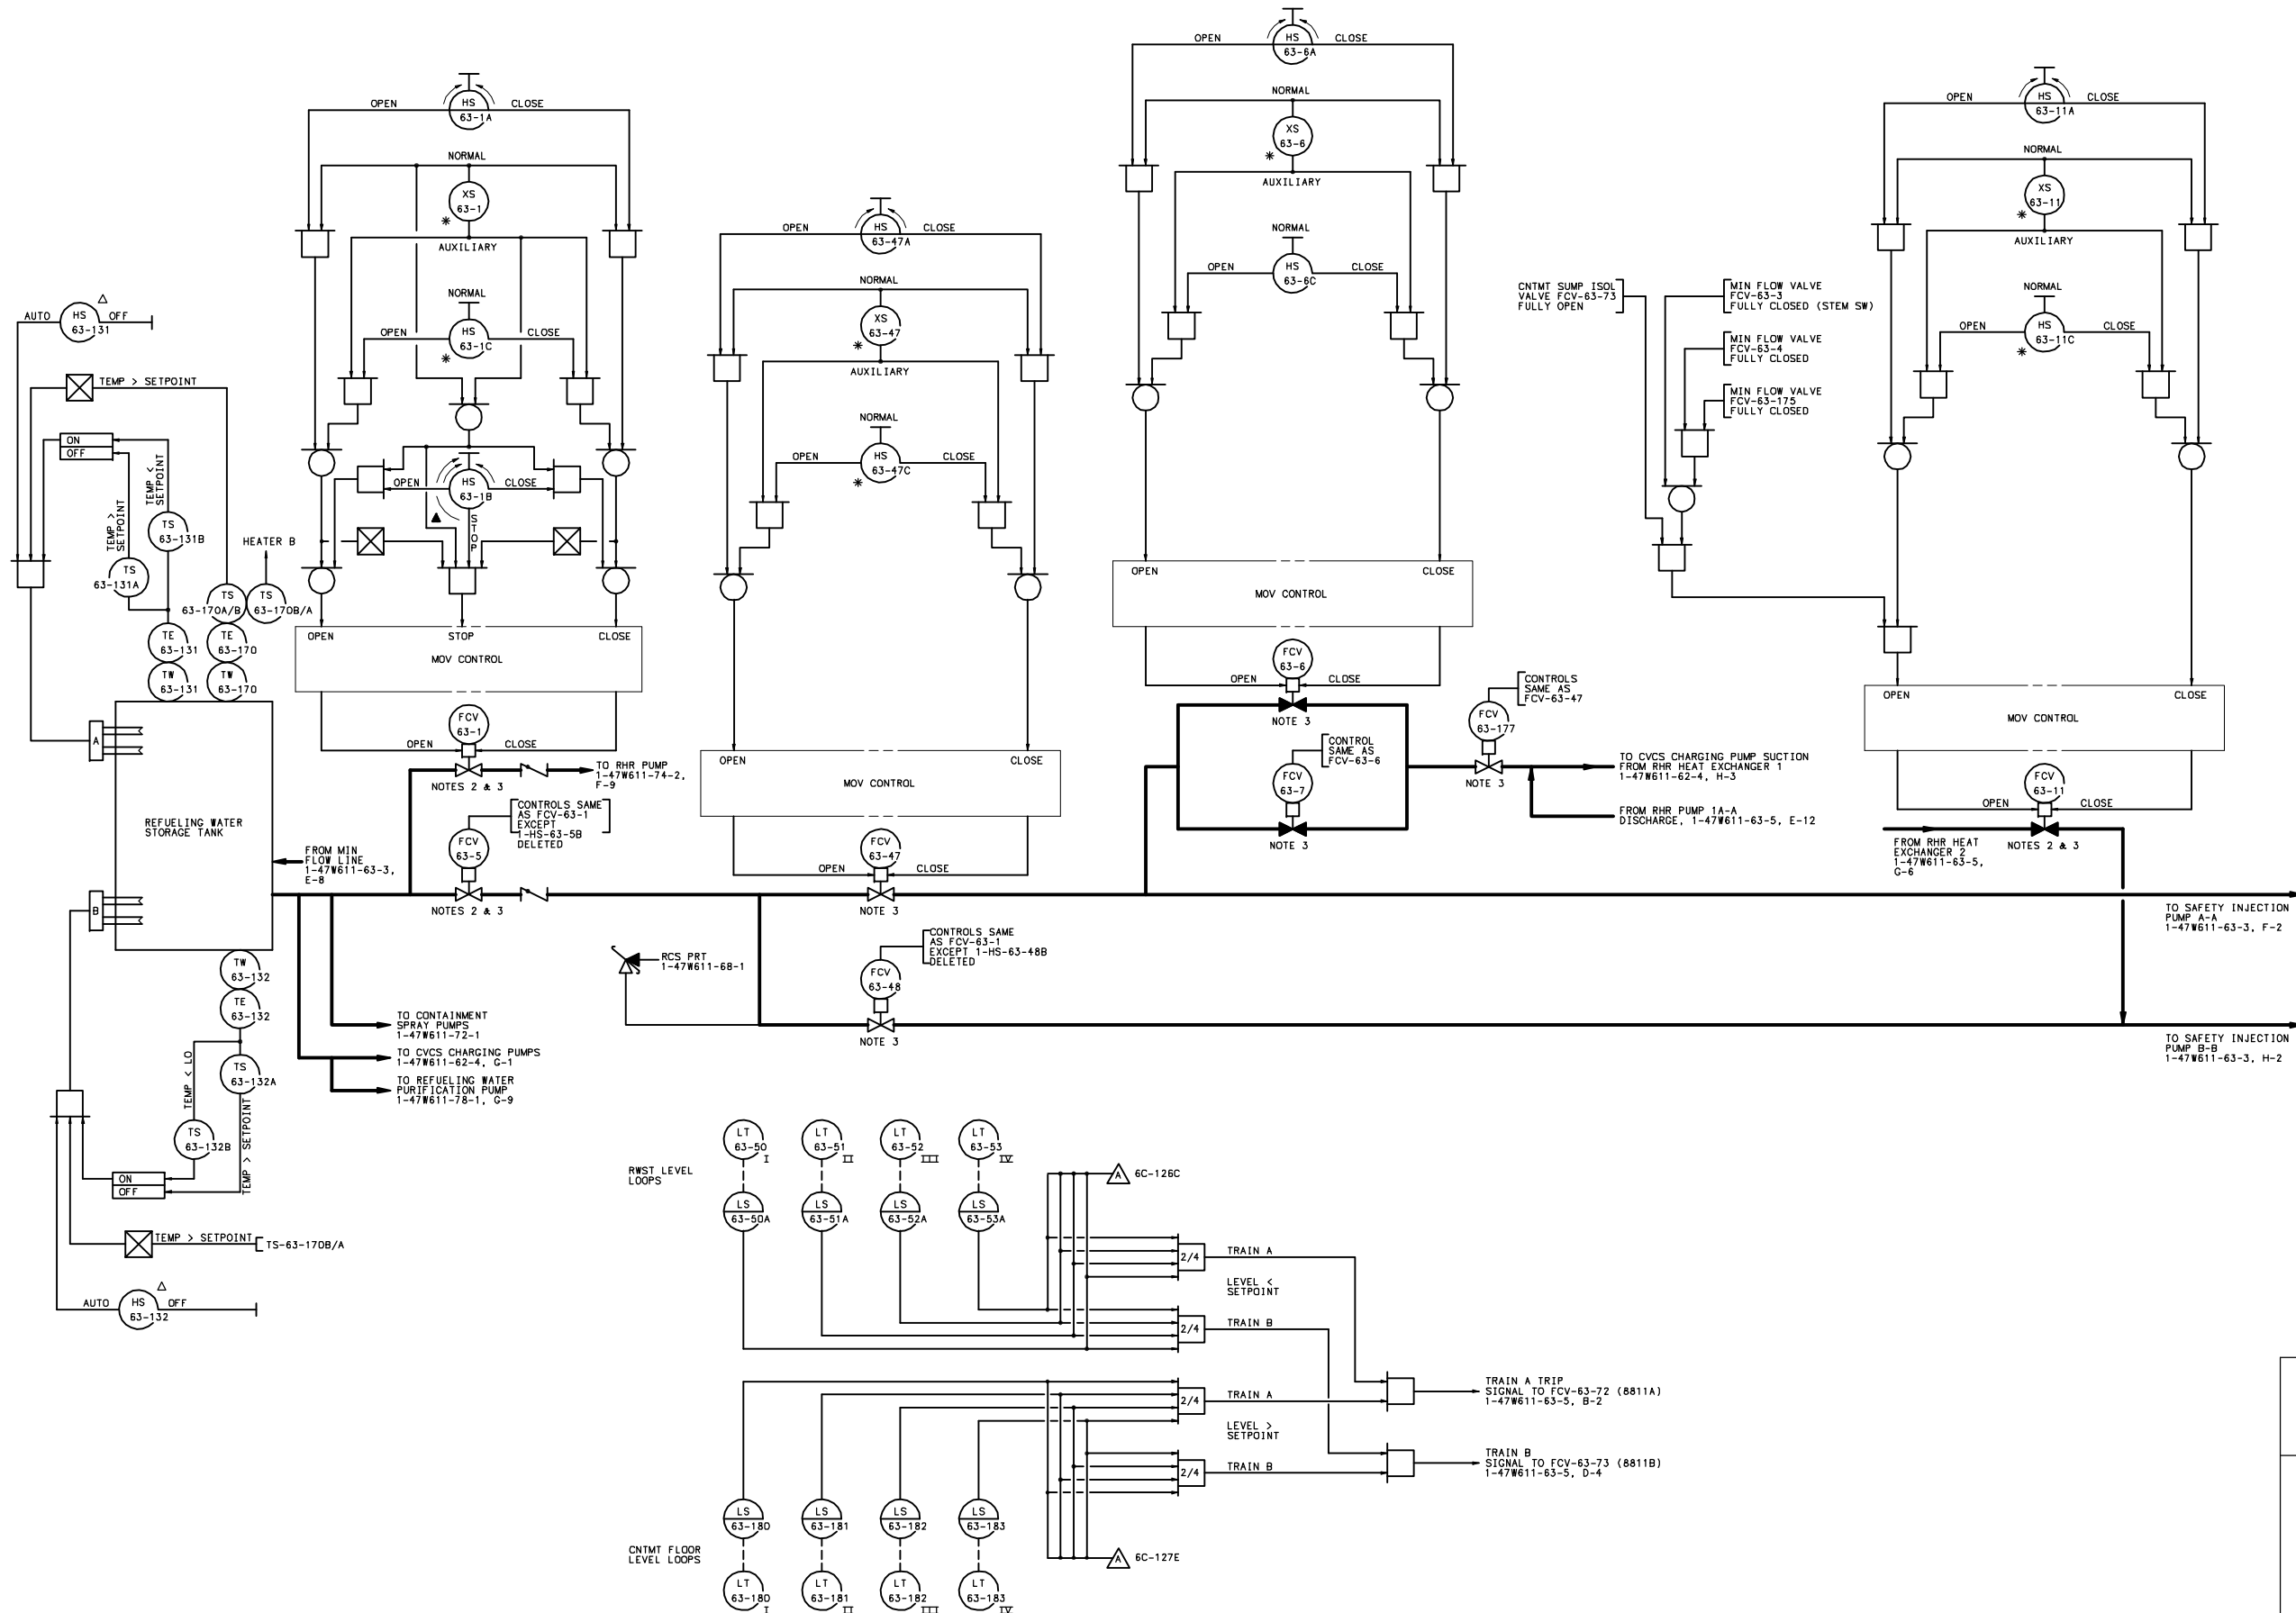 HS
63-1A
OPEN
CLOSE
NORMAL
XS
63-1
*
AUXILIARY
NORMAL
HS
63-1C
*
OPEN
CLOSE
HS
63-1B
OPEN
CLOSE
STOP
OPEN
STOP
CLOSE
MOV CONTROL
FCV
63-1
OPEN
CLOSE
NOTES 2 & 3
TO RHR PUMP
1-47W611-74-2,
F-9
HS
63-131
AUTO
OFF
TEMP > SETPOINT
ON
OFF
TEMP <
SETPOINT
TEMP >
SETPOINT
TS
63-131B
TS
63-131A
HEATER B
TS
63-170A/B
TS
63-170B/A
TE
63-131
TE
63-170
TW
63-131
TW
63-170
A
REFUELING WATER
STORAGE TANK
B
FROM MIN
FLOW LINE
1-47W611-63-3,
E-8
FCV
63-5
CONTROLS SAME
AS FCV-63-1
EXCEPT
1-HS-63-5B
DELETED
NOTES 2 & 3
TW
63-132
TE
63-132
TS
63-132A
TEMP < LO
TEMP > SETPOINT
TS
63-132B
ON
OFF
TEMP > SETPOINT
TS-63-170B/A
HS
63-132
AUTO
OFF
TO CONTAINMENT
SPRAY PUMPS
1-47W611-72-1
TO CVCS CHARGING PUMPS
1-47W611-62-4, G-1
TO REFUELING WATER
PURIFICATION PUMP
1-47W611-78-1, G-9
HS
63-47A
OPEN
CLOSE
NORMAL
XS
63-47
*
AUXILIARY
NORMAL
HS
63-47C
*
OPEN
CLOSE
OPEN
CLOSE
MOV CONTROL
FCV
63-47
OPEN
CLOSE
NOTE 3
RCS PRT
1-47W611-68-1
FCV
63-48
CONTROLS SAME
AS FCV-63-1
EXCEPT 1-HS-63-48B
DELETED
NOTE 3
HS
63-6A
OPEN
CLOSE
NORMAL
XS
63-6
*
AUXILIARY
NORMAL
HS
63-6C
OPEN
CLOSE
OPEN
CLOSE
MOV CONTROL
FCV
63-6
OPEN
CLOSE
NOTE 3
FCV
63-7
CONTROL
SAME AS
FCV-63-6
NOTE 3
FCV
63-177
CONTROLS
SAME AS
FCV-63-47
NOTE 3
TO CVCS CHARGING PUMP SUCTION
FROM RHR HEAT EXCHANGER 1
1-47W611-62-4, H-3
FROM RHR PUMP 1A-A
DISCHARGE, 1-47W611-63-5, E-12
CNTMT SUMP ISOL
VALVE FCV-63-73
FULLY OPEN
MIN FLOW VALVE
FCV-63-3
FULLY CLOSED (STEM SW)
MIN FLOW VALVE
FCV-63-4
FULLY CLOSED
MIN FLOW VALVE
FCV-63-175
FULLY CLOSED
HS
63-11A
OPEN
CLOSE
NORMAL
XS
63-11
*
AUXILIARY
NORMAL
HS
63-11C
*
OPEN
CLOSE
OPEN
CLOSE
MOV CONTROL
FCV
63-11
OPEN
CLOSE
NOTES 2 & 3
FROM RHR HEAT
EXCHANGER 2
1-47W611-63-5,
G-6
TO SAFETY INJECTION
PUMP A-A
1-47W611-63-3, F-2
TO SAFETY INJECTION
PUMP B-B
1-47W611-63-3, H-2
RWST LEVEL
LOOPS
LT
63-50
I
LT
63-51
II
LT
63-52
III
LT
63-53
IV
LS
63-50A
LS
63-51A
LS
63-52A
LS
63-53A
A
6C-126C
2/4
TRAIN A
LEVEL <
SETPOINT
2/4
TRAIN B
2/4
TRAIN A
LEVEL >
SETPOINT
2/4
TRAIN B
TRAIN A TRIP
SIGNAL TO FCV-63-72 (8811A)
1-47W611-63-5, B-2
TRAIN B
SIGNAL TO FCV-63-73 (8811B)
1-47W611-63-5, D-4
LS
63-180
LS
63-181
LS
63-182
LS
63-183
CNTMT FLOOR
LEVEL LOOPS
A
6C-127E
LT
63-180
I
LT
63-181
II
LT
63-182
III
LT
63-183
IV